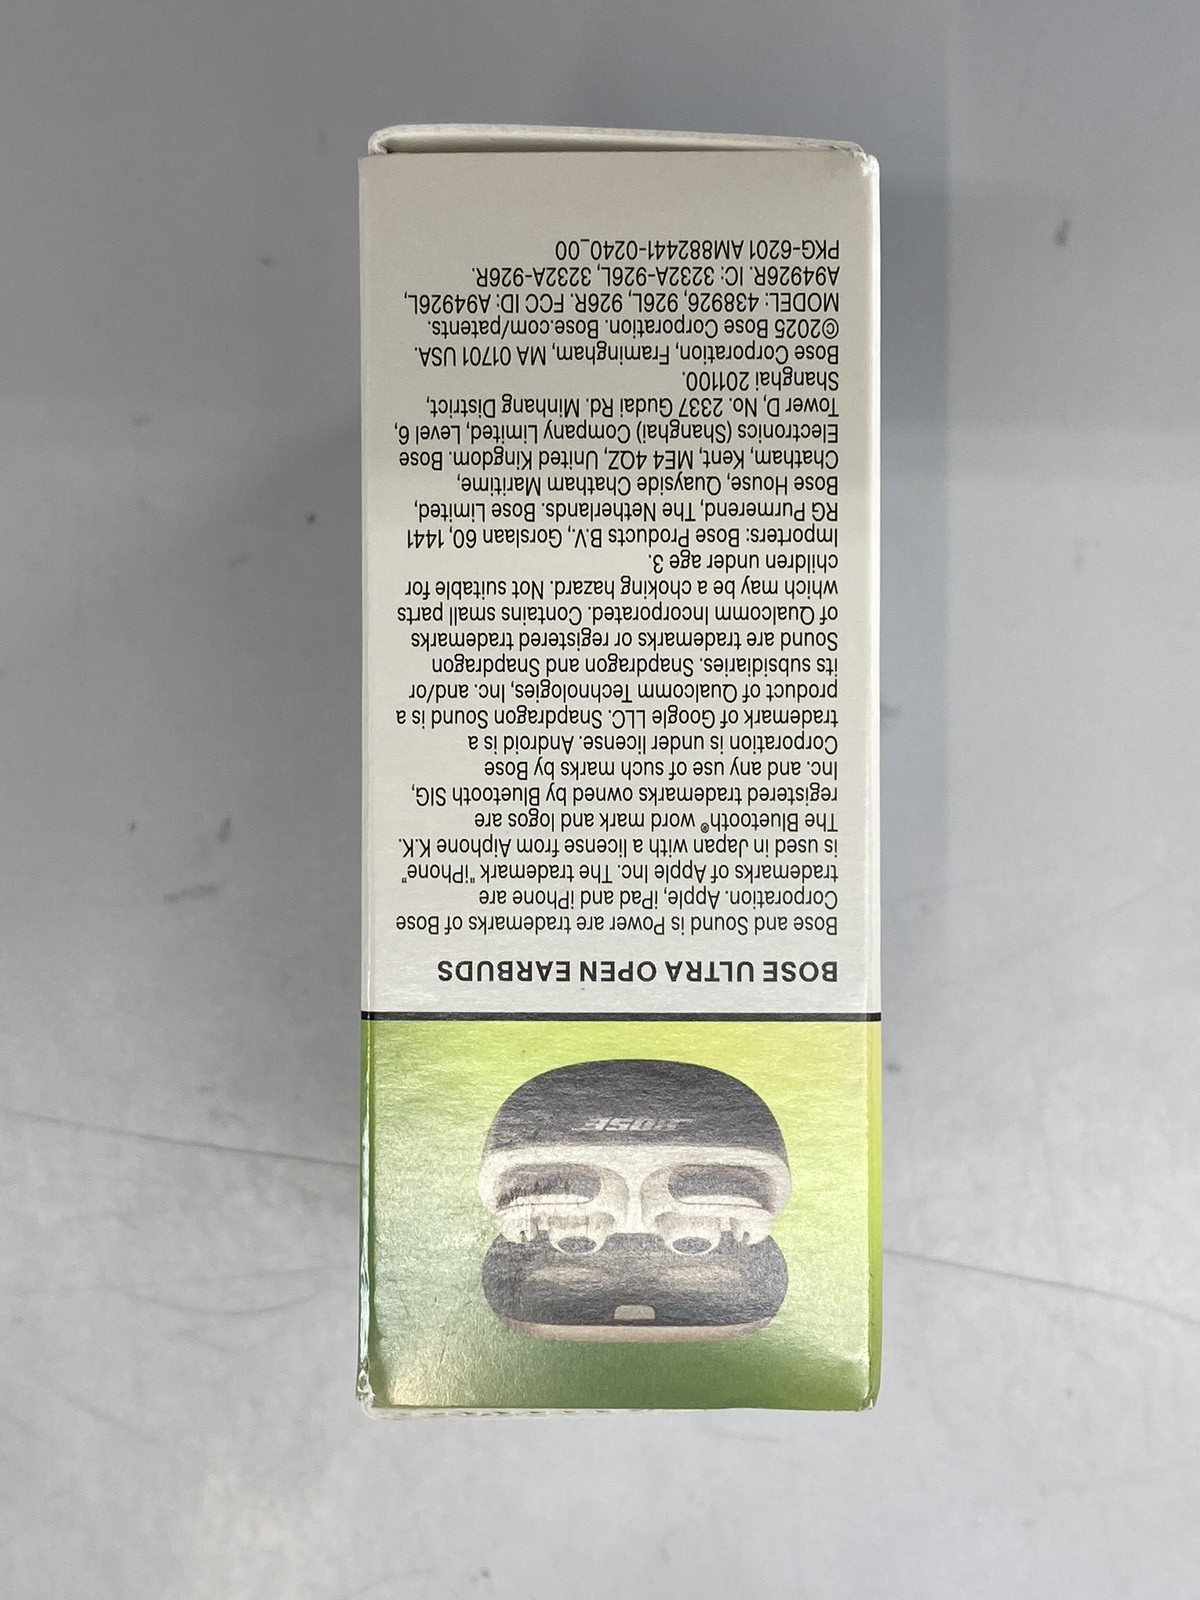 BOSE
BOSE ULTRA OPEN EARBUDS
Bose and Sound is Power are trademarks of Bose
Corporation. Apple, iPad and iPhone are
trademarks of Apple Inc. The trademark "iPhone"
is used in Japan with a license from Aiphone K.K.
The Bluetooth® word mark and logos are
registered trademarks owned by Bluetooth SIG,
Inc. and any use of such marks by Bose
Corporation is under license. Android is a
trademark of Google LLC. Snapdragon Sound is a
product of Qualcomm Technologies, Inc. and/or
its subsidiaries. Snapdragon and Snapdragon
Sound are trademarks or registered trademarks
of Qualcomm Incorporated. Contains small parts
which may be a choking hazard. Not suitable for
children under age 3.
Importers: Bose Products B.V., Gorslaan 60, 1441
RG Purmerend, The Netherlands. Bose Limited,
Bose House, Quayside Chatham Maritime,
Chatham, Kent, ME4 4QZ, United Kingdom. Bose
Electronics (Shanghai) Company Limited, Level 6,
Tower D, No. 2337 Gudai Rd. Minhang District,
Shanghai 201100.
Bose Corporation, Framingham, MA 01701 USA.
©2025 Bose Corporation. Bose.com/patents.
MODEL: 438926, 926L, 926R. FCC ID: A94926L,
A94926R. IC: 3232A-926L, 3232A-926R.
PKG-6201 AM882441-0240_00